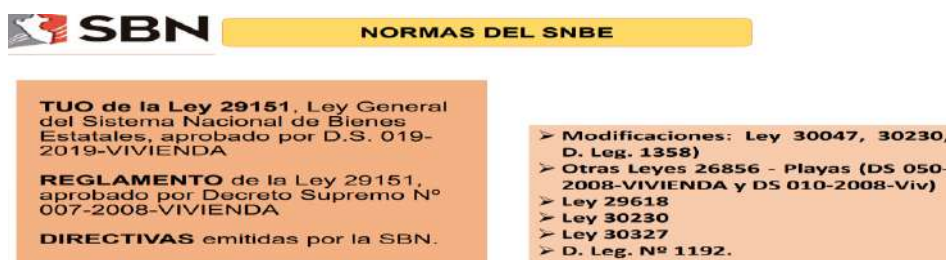 SBN
NORMAS DEL SNBE
TUO de la Ley 29151, Ley General
del Sistema Nacional de Bienes
Estatales, aprobado por D.S. 019-
2019-VIVIENDA
REGLAMENTO de la Ley 29151,
aprobado por Decreto Supremo Nº
007-2008-VIVIENDA
DIRECTIVAS emitidas por la SBN.
➢ Modificaciones: Ley 30047, 30230,
D. Leg. 1358)
➢ Otras Leyes 26856 - Playas (DS 050-
2008-VIVIENDA y DS 010-2008-Viv)
➢ Ley 29618
➢ Ley 30230
➢ Ley 30327
➢ D. Leg. Nº 1192.